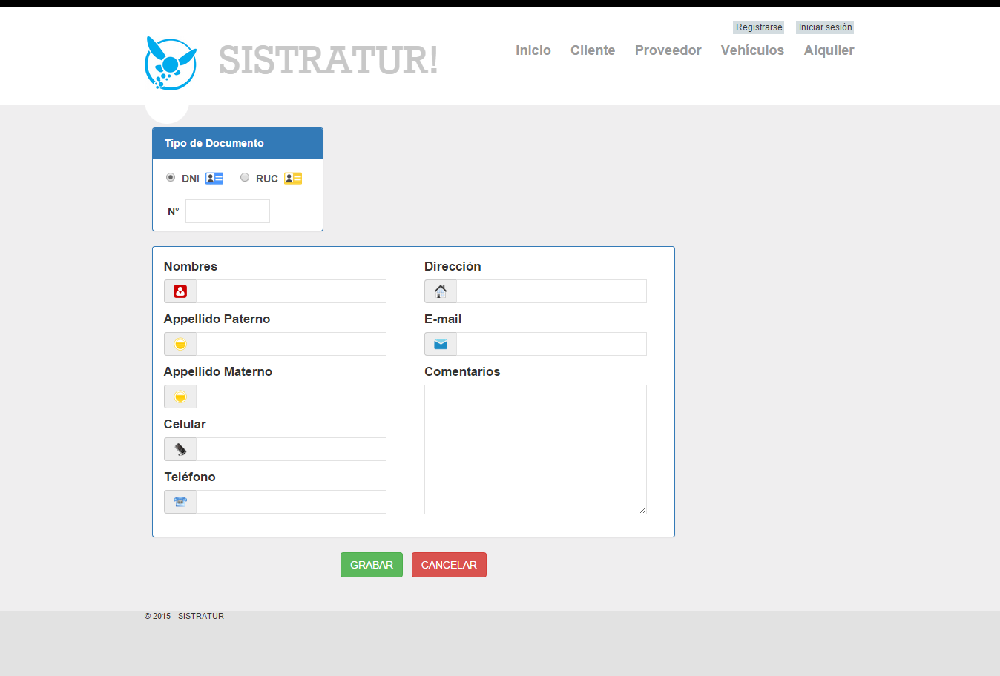 Registrarse Iniciar sesión
SISTRATUR!
Inicio Cliente Proveedor Vehículos Alquiler
Tipo de Documento
DNI RUC
N°
Nombres
Dirección
Appellido Paterno
E-mail
Appellido Materno
Comentarios
Celular
Teléfono
GRABAR CANCELAR
© 2015 - SISTRATUR